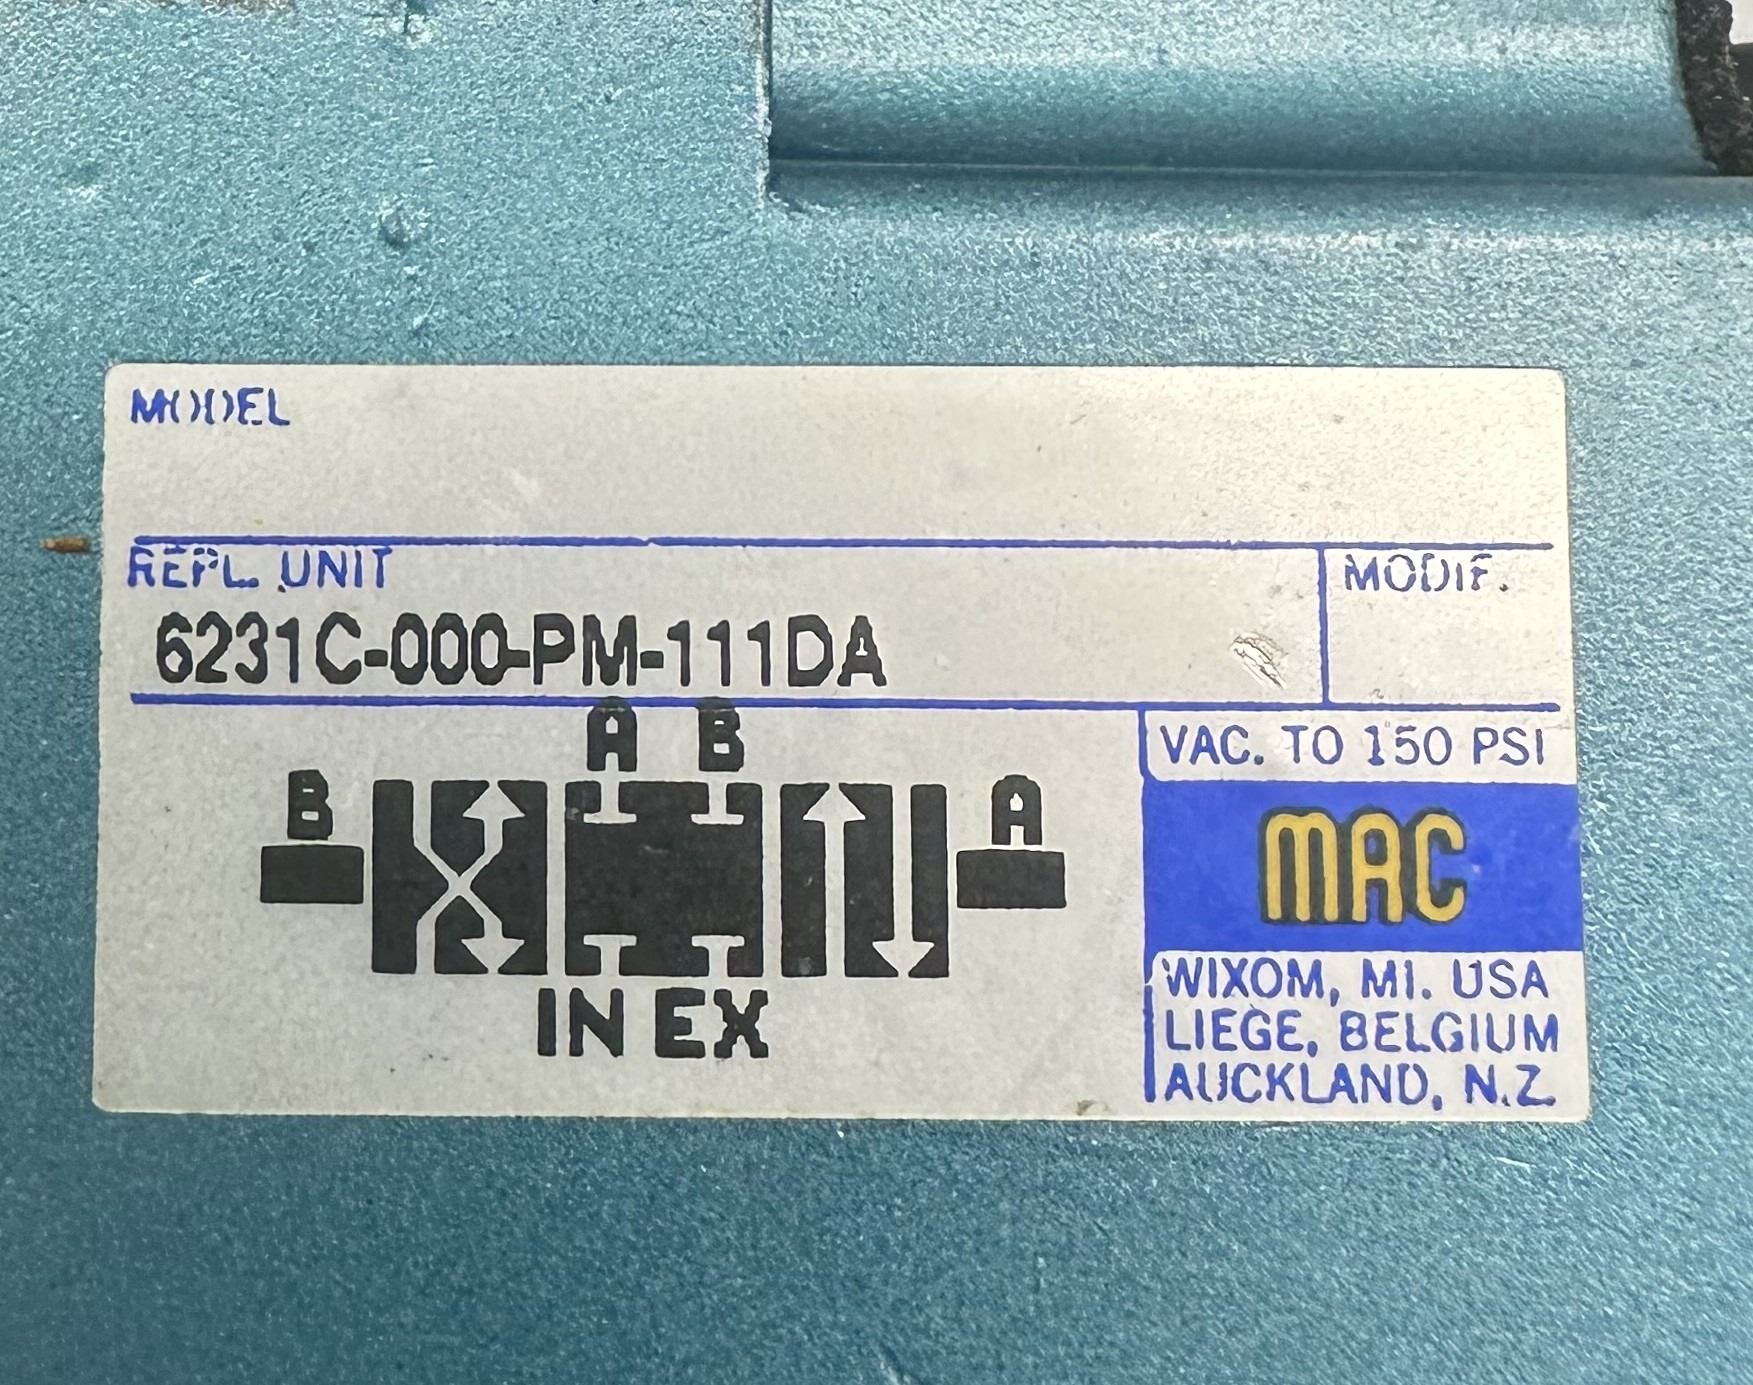 MODEL
REPL. UNIT MODIF.
6231C-000-PM-111DA
VAC. TO 150 PSI
A B
B A
MAC
IN EX
WIXOM, MI. USA
LIEGE, BELGIUM
AUCKLAND, N.Z.